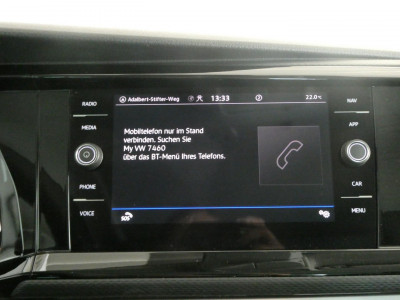 RADIO
MEDIA
PHONE
VOICE
Adalbert-Stifter-Weg 13:33 22.0°C
Mobiltelefon nur im Stand
verbinden. Suchen Sie
My VW 7460
über das BT-Menü Ihres Telefons.
SOS
NAV
APP
CAR
MENU